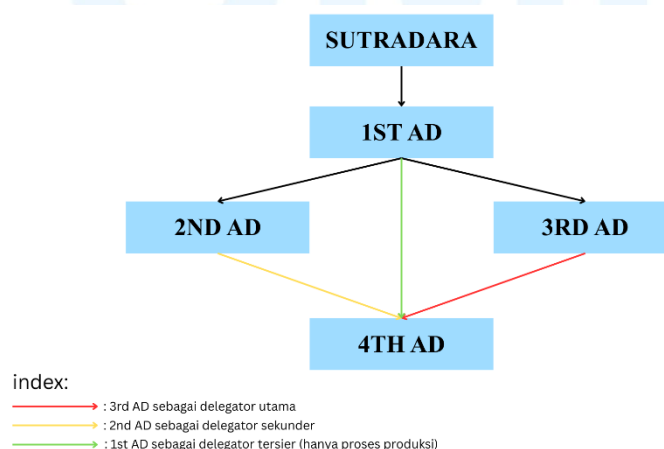 SUTRADARA
1ST AD
2ND AD
3RD AD
4TH AD
index:
: 3rd AD sebagai delegator utama
: 2nd AD sebagai delegator sekunder
: 1st AD sebagai delegator tersier (hanya proses produksi)